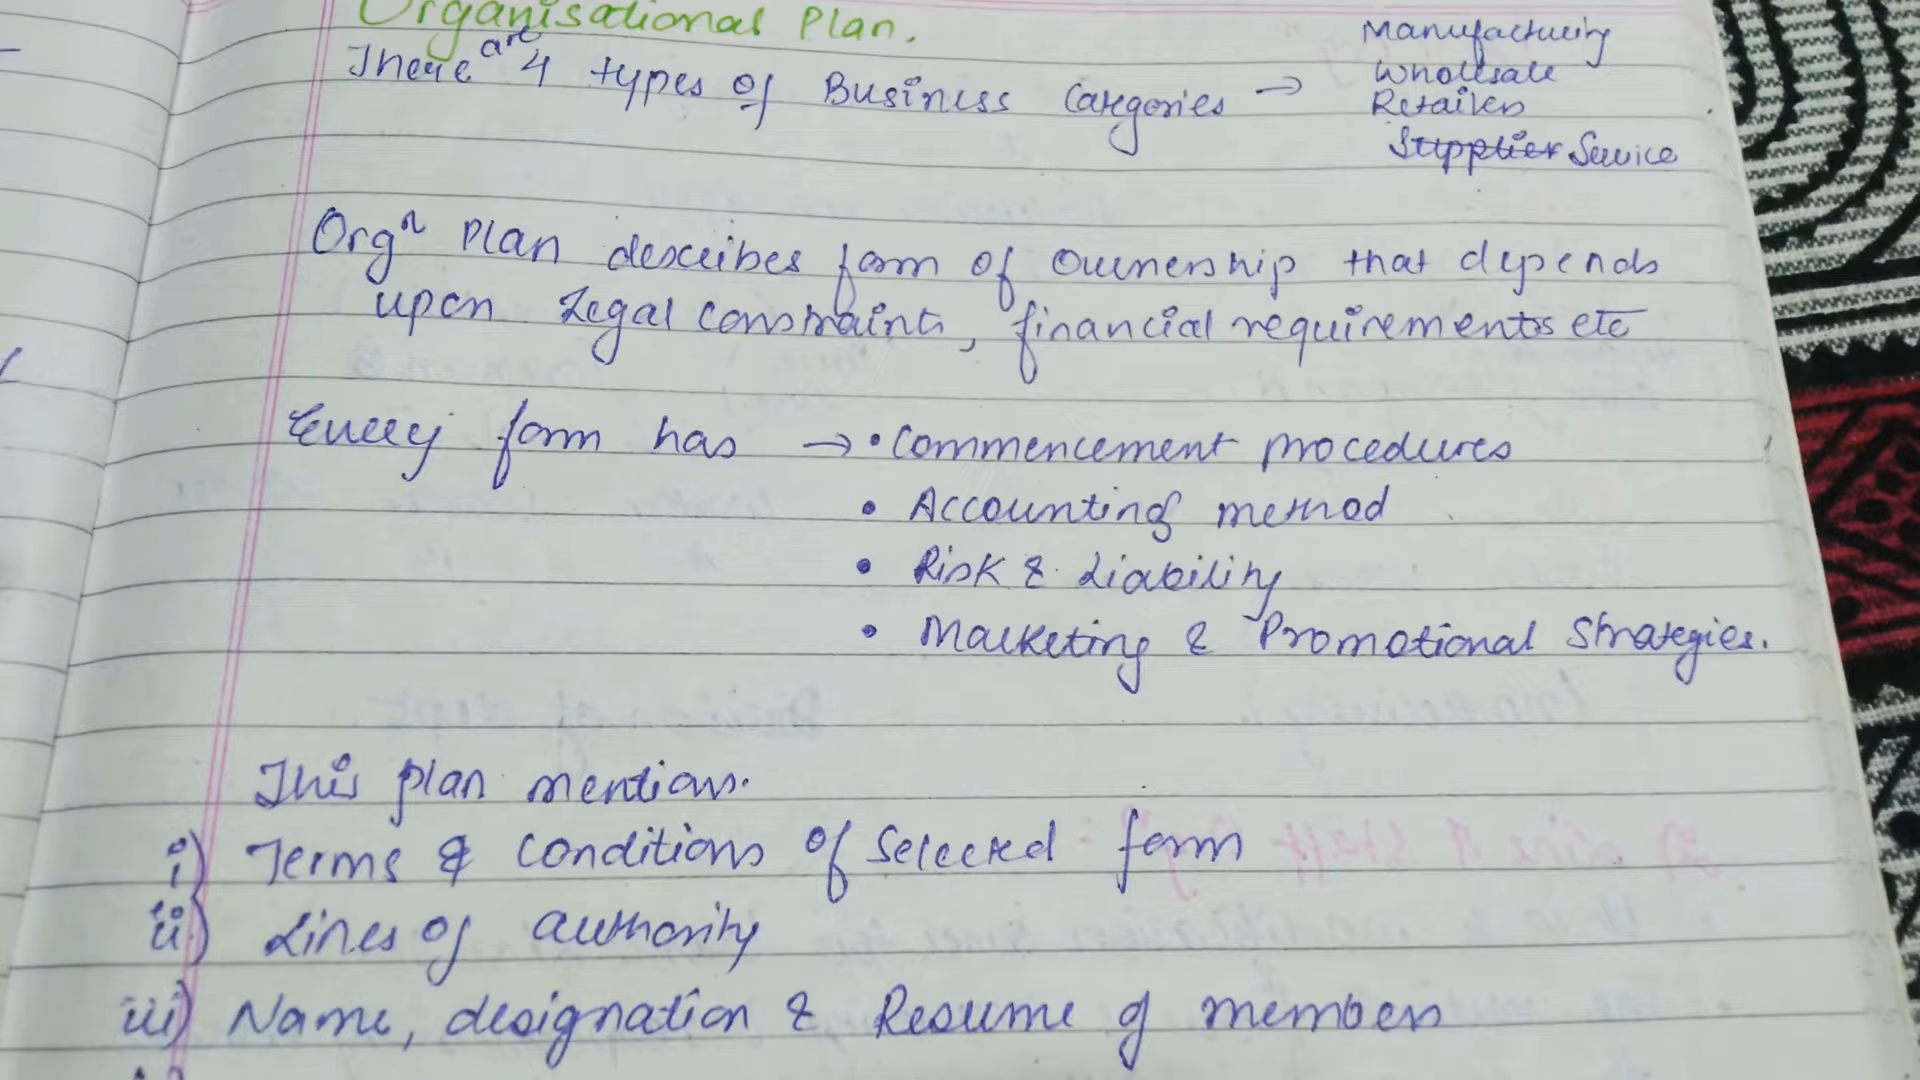 Organisational Plan.
There are 4 types of Business Categories → Manufacturing
Wholesale
Retailers
Supplier Service
Orgⁿ Plan describes form of Ownership that depends
upon Legal constraints, financial requirements etc
Every form has → • Commencement procedures
• Accounting method
• Risk & Liability
• Marketing & Promotional Strategies.
This plan mentions.
i) Terms & conditions of Selected form
ii) Lines of authority
iii) Name, designation & Resume of members